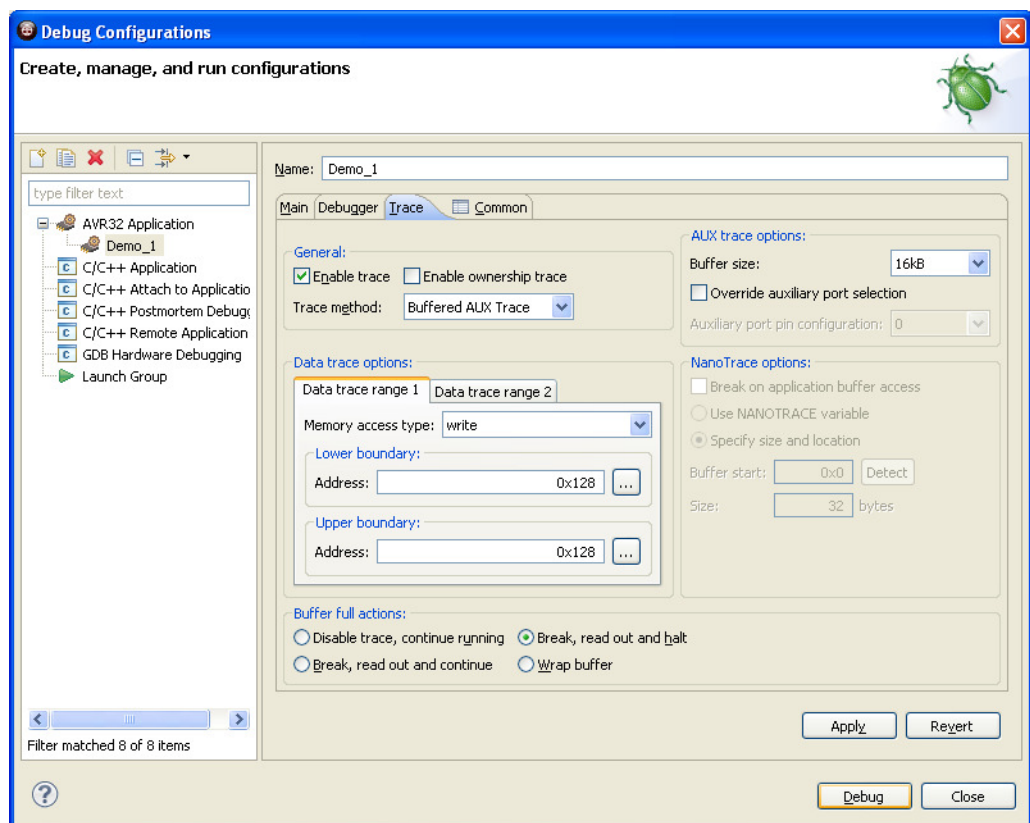 Debug Configurations
Create, manage, and run configurations
type filter text
AVR32 Application
Demo_1
C/C++ Application
C/C++ Attach to Applicatio
C/C++ Postmortem Debugg
C/C++ Remote Application
GDB Hardware Debugging
Launch Group
Filter matched 8 of 8 items
Name: Demo_1
Main Debugger Trace Common
General:
Enable trace Enable ownership trace
Trace method: Buffered AUX Trace
AUX trace options:
Buffer size: 16kB
Override auxiliary port selection
Auxiliary port pin configuration: 0
Data trace options:
Data trace range 1 Data trace range 2
Memory access type: write
Lower boundary:
Address: 0x128 ...
Upper boundary:
Address: 0x128 ...
NanoTrace options:
Break on application buffer access
Use NANOTRACE variable
Specify size and location
Buffer start: 0x0 Detect
Size: 32 bytes
Buffer full actions:
Disable trace, continue running Break, read out and halt
Break, read out and continue Wrap buffer
Apply Revert
? Debug Close